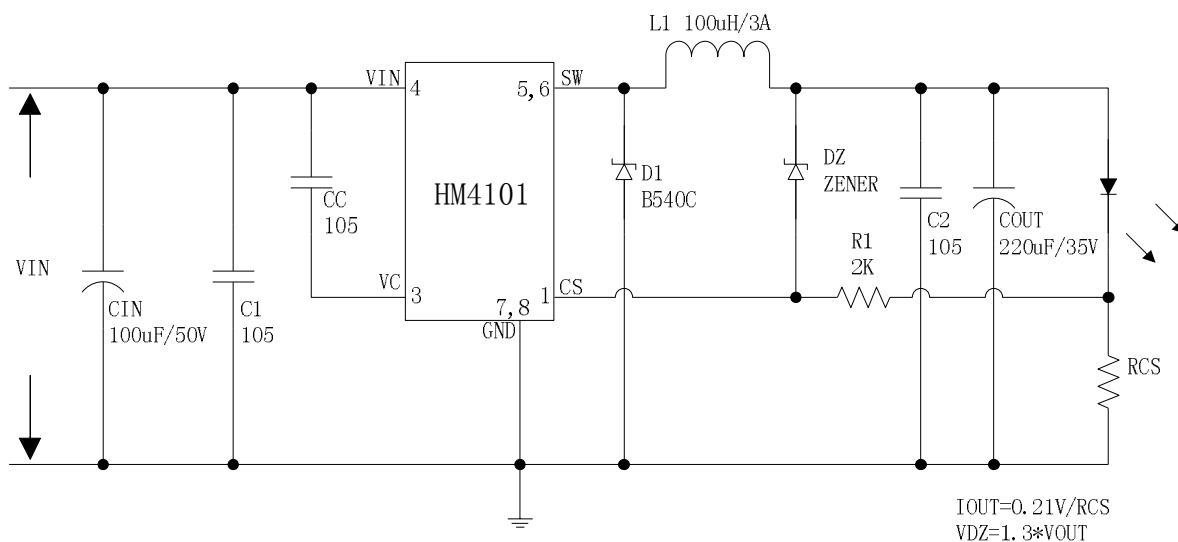 L1 100uH/3A
VIN
4
5,6
SW
HM4101
CC
105
D1
B540C
DZ
ZENER
C2
105
COUT
220uF/35V
R1
2K
VIN
VC
3
1
CS
7,8
GND
CIN
100uF/50V
C1
105
RCS
IOUT=0.21V/RCS
VDZ=1.3*VOUT